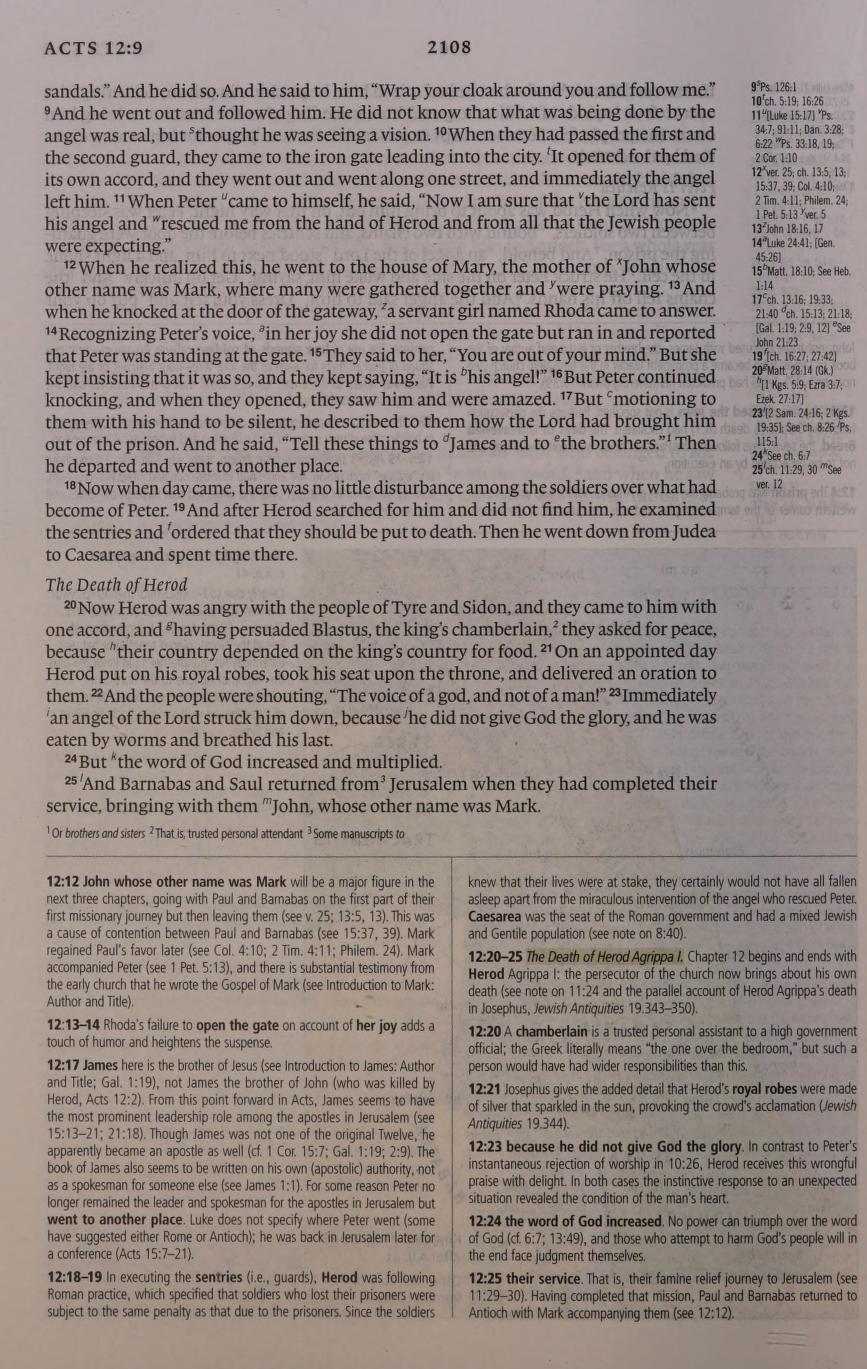 ACTS 12:9
2108
sandals.” And he did so. And he said to him, “Wrap your cloak around you and follow me.”
9 And he went out and followed him. He did not know that what was being done by the
angel was real, but sthought he was seeing a vision. 10 When they had passed the first and
the second guard, they came to the iron gate leading into the city. tIt opened for them of
its own accord, and they went out and went along one street, and immediately the angel
left him. 11 When Peter ucame to himself, he said, “Now I am sure that vthe Lord has sent
his angel and wrescued me from the hand of Herod and from all that the Jewish people
were expecting.”
12 When he realized this, he went to the house of Mary, the mother of xJohn whose
other name was Mark, where many were gathered together and ywere praying. 13 And
when he knocked at the door of the gateway, za servant girl named Rhoda came to answer.
14 Recognizing Peter’s voice, ain her joy she did not open the gate but ran in and reported
that Peter was standing at the gate. 15 They said to her, “You are out of your mind.” But she
kept insisting that it was so, and they kept saying, “It is bhis angel!” 16 But Peter continued
knocking, and when they opened, they saw him and were amazed. 17 But cmotioning to
them with his hand to be silent, he described to them how the Lord had brought him
out of the prison. And he said, “Tell these things to dJames and to ethe brothers.”1 Then
he departed and went to another place.
18 Now when day came, there was no little disturbance among the soldiers over what had
become of Peter. 19 And after Herod searched for him and did not find him, he examined
the sentries and fordered that they should be put to death. Then he went down from Judea
to Caesarea and spent time there.
The Death of Herod
20 Now Herod was angry with the people of Tyre and Sidon, and they came to him with
one accord, and ghaving persuaded Blastus, the king’s chamberlain,2 they asked for peace,
because htheir country depended on the king’s country for food. 21 On an appointed day
Herod put on his royal robes, took his seat upon the throne, and delivered an oration to
them. 22 And the people were shouting, “The voice of a god, and not of a man!” 23 Immediately
ian angel of the Lord struck him down, because jhe did not give God the glory, and he was
eaten by worms and breathed his last.
24 But kthe word of God increased and multiplied.
25 lAnd Barnabas and Saul returned from3 Jerusalem when they had completed their
service, bringing with them mJohn, whose other name was Mark.
1 Or brothers and sisters 2 That is, trusted personal attendant 3 Some manuscripts to
9 sPs. 126:1
10 tch. 5:19; 16:26
11 u[Luke 15:17] vPs.
34:7; 91:11; Dan. 3:28;
6:22 wPs. 33:18, 19;
2 Cor. 1:10
12 xver. 25; ch. 13:5, 13;
15:37, 39; Col. 4:10;
2 Tim. 4:11; Philem. 24;
1 Pet. 5:13 yver. 5
13 zJohn 18:16, 17
14 aLuke 24:41; [Gen.
45:26]
15 bMatt. 18:10; See Heb.
1:14
17 cch. 13:16; 19:33;
21:40 dch. 15:13; 21:18;
[Gal. 1:19; 2:9, 12] eSee
John 21:23
19 f[ch. 16:27; 27:42]
20 gMatt. 28:14 (Gk.)
h[1 Kgs. 5:9; Ezra 3:7;
Ezek. 27:17]
23 i[2 Sam. 24:16; 2 Kgs.
19:35]; See ch. 8:26 jPs.
115:1
24 kSee ch. 6:7
25 lch. 11:29, 30 mSee
ver. 12
12:12 John whose other name was Mark will be a major figure in the
next three chapters, going with Paul and Barnabas on the first part of their
first missionary journey but then leaving them (see v. 25; 13:5, 13). This was
a cause of contention between Paul and Barnabas (see 15:37, 39). Mark
regained Paul’s favor later (see Col. 4:10; 2 Tim. 4:11; Philem. 24). Mark
accompanied Peter (see 1 Pet. 5:13), and there is substantial testimony from
the early church that he wrote the Gospel of Mark (see Introduction to Mark:
Author and Title).
12:13–14 Rhoda’s failure to open the gate on account of her joy adds a
touch of humor and heightens the suspense.
12:17 James here is the brother of Jesus (see Introduction to James: Author
and Title; Gal. 1:19), not James the brother of John (who was killed by
Herod, Acts 12:2). From this point forward in Acts, James seems to have
the most prominent leadership role among the apostles in Jerusalem (see
15:13–21; 21:18). Though James was not one of the original Twelve, he
apparently became an apostle as well (cf. 1 Cor. 15:7; Gal. 1:19; 2:9). The
book of James also seems to be written on his own (apostolic) authority, not
as a spokesman for someone else (see James 1:1). For some reason Peter no
longer remained the leader and spokesman for the apostles in Jerusalem but
went to another place. Luke does not specify where Peter went (some
have suggested either Rome or Antioch); he was back in Jerusalem later for
a conference (Acts 15:7–21).
12:18–19 In executing the sentries (i.e., guards), Herod was following
Roman practice, which specified that soldiers who lost their prisoners were
subject to the same penalty as that due to the prisoners. Since the soldiers
knew that their lives were at stake, they certainly would not have all fallen
asleep apart from the miraculous intervention of the angel who rescued Peter.
Caesarea was the seat of the Roman government and had a mixed Jewish
and Gentile population (see note on 8:40).
12:20–25 The Death of Herod Agrippa I. Chapter 12 begins and ends with
Herod Agrippa I: the persecutor of the church now brings about his own
death (see note on 11:24 and the parallel account of Herod Agrippa’s death
in Josephus, Jewish Antiquities 19.343–350).
12:20 A chamberlain is a trusted personal assistant to a high government
official; the Greek literally means “the one over the bedroom,” but such a
person would have had wider responsibilities than this.
12:21 Josephus gives the added detail that Herod’s royal robes were made
of silver that sparkled in the sun, provoking the crowd’s acclamation (Jewish
Antiquities 19.344).
12:23 because he did not give God the glory. In contrast to Peter’s
instantaneous rejection of worship in 10:26, Herod receives this wrongful
praise with delight. In both cases the instinctive response to an unexpected
situation revealed the condition of the man’s heart.
12:24 the word of God increased. No power can triumph over the word
of God (cf. 6:7; 13:49), and those who attempt to harm God’s people will in
the end face judgment themselves.
12:25 their service. That is, their famine relief journey to Jerusalem (see
11:29–30). Having completed that mission, Paul and Barnabas returned to
Antioch with Mark accompanying them (see 12:12).